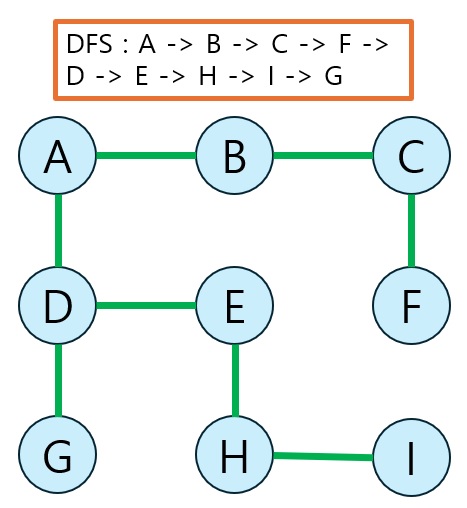 DFS : A -> B -> C -> F ->
D -> E -> H -> I -> G
A B C
D E F
G H I